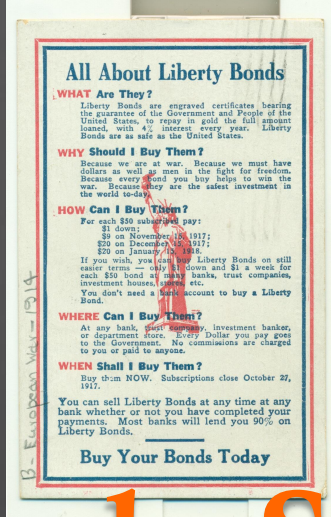 All About Liberty Bonds
WHAT Are They?
Liberty Bonds are engraved certificates bearing
the guarantee of the Government and People of the
United States, to repay in gold the full amount
loaned, with 4% interest every year. Liberty
Bonds are as safe as the United States.
WHY Should I Buy Them?
Because we are at war. Because we must have
dollars as well as men in the fight for freedom.
Because every bond you buy helps to win the
war. Because they are the safest investment in
the world to-day.
HOW Can I Buy Them?
For each $50 subscribed pay:
$1 down;
$9 on November 15, 1917;
$20 on December 15, 1917;
$20 on January 15, 1918.
If you wish, you can buy Liberty Bonds on still
easier terms — only $1 down and $1 a week for
each $50 bond at many banks, trust companies,
investment houses, stores, etc.
You don't need a bank account to buy a Liberty
Bond.
WHERE Can I Buy Them?
At any bank, trust company, investment banker,
or department store. Every Dollar you pay goes
to the Government. No commissions are charged
to you or paid to anyone.
WHEN Shall I Buy Them?
Buy them NOW. Subscriptions close October 27,
1917.
You can sell Liberty Bonds at any time at any
bank whether or not you have completed your
payments. Most banks will lend you 90% on
Liberty Bonds.
Buy Your Bonds Today
B - European War - 1914